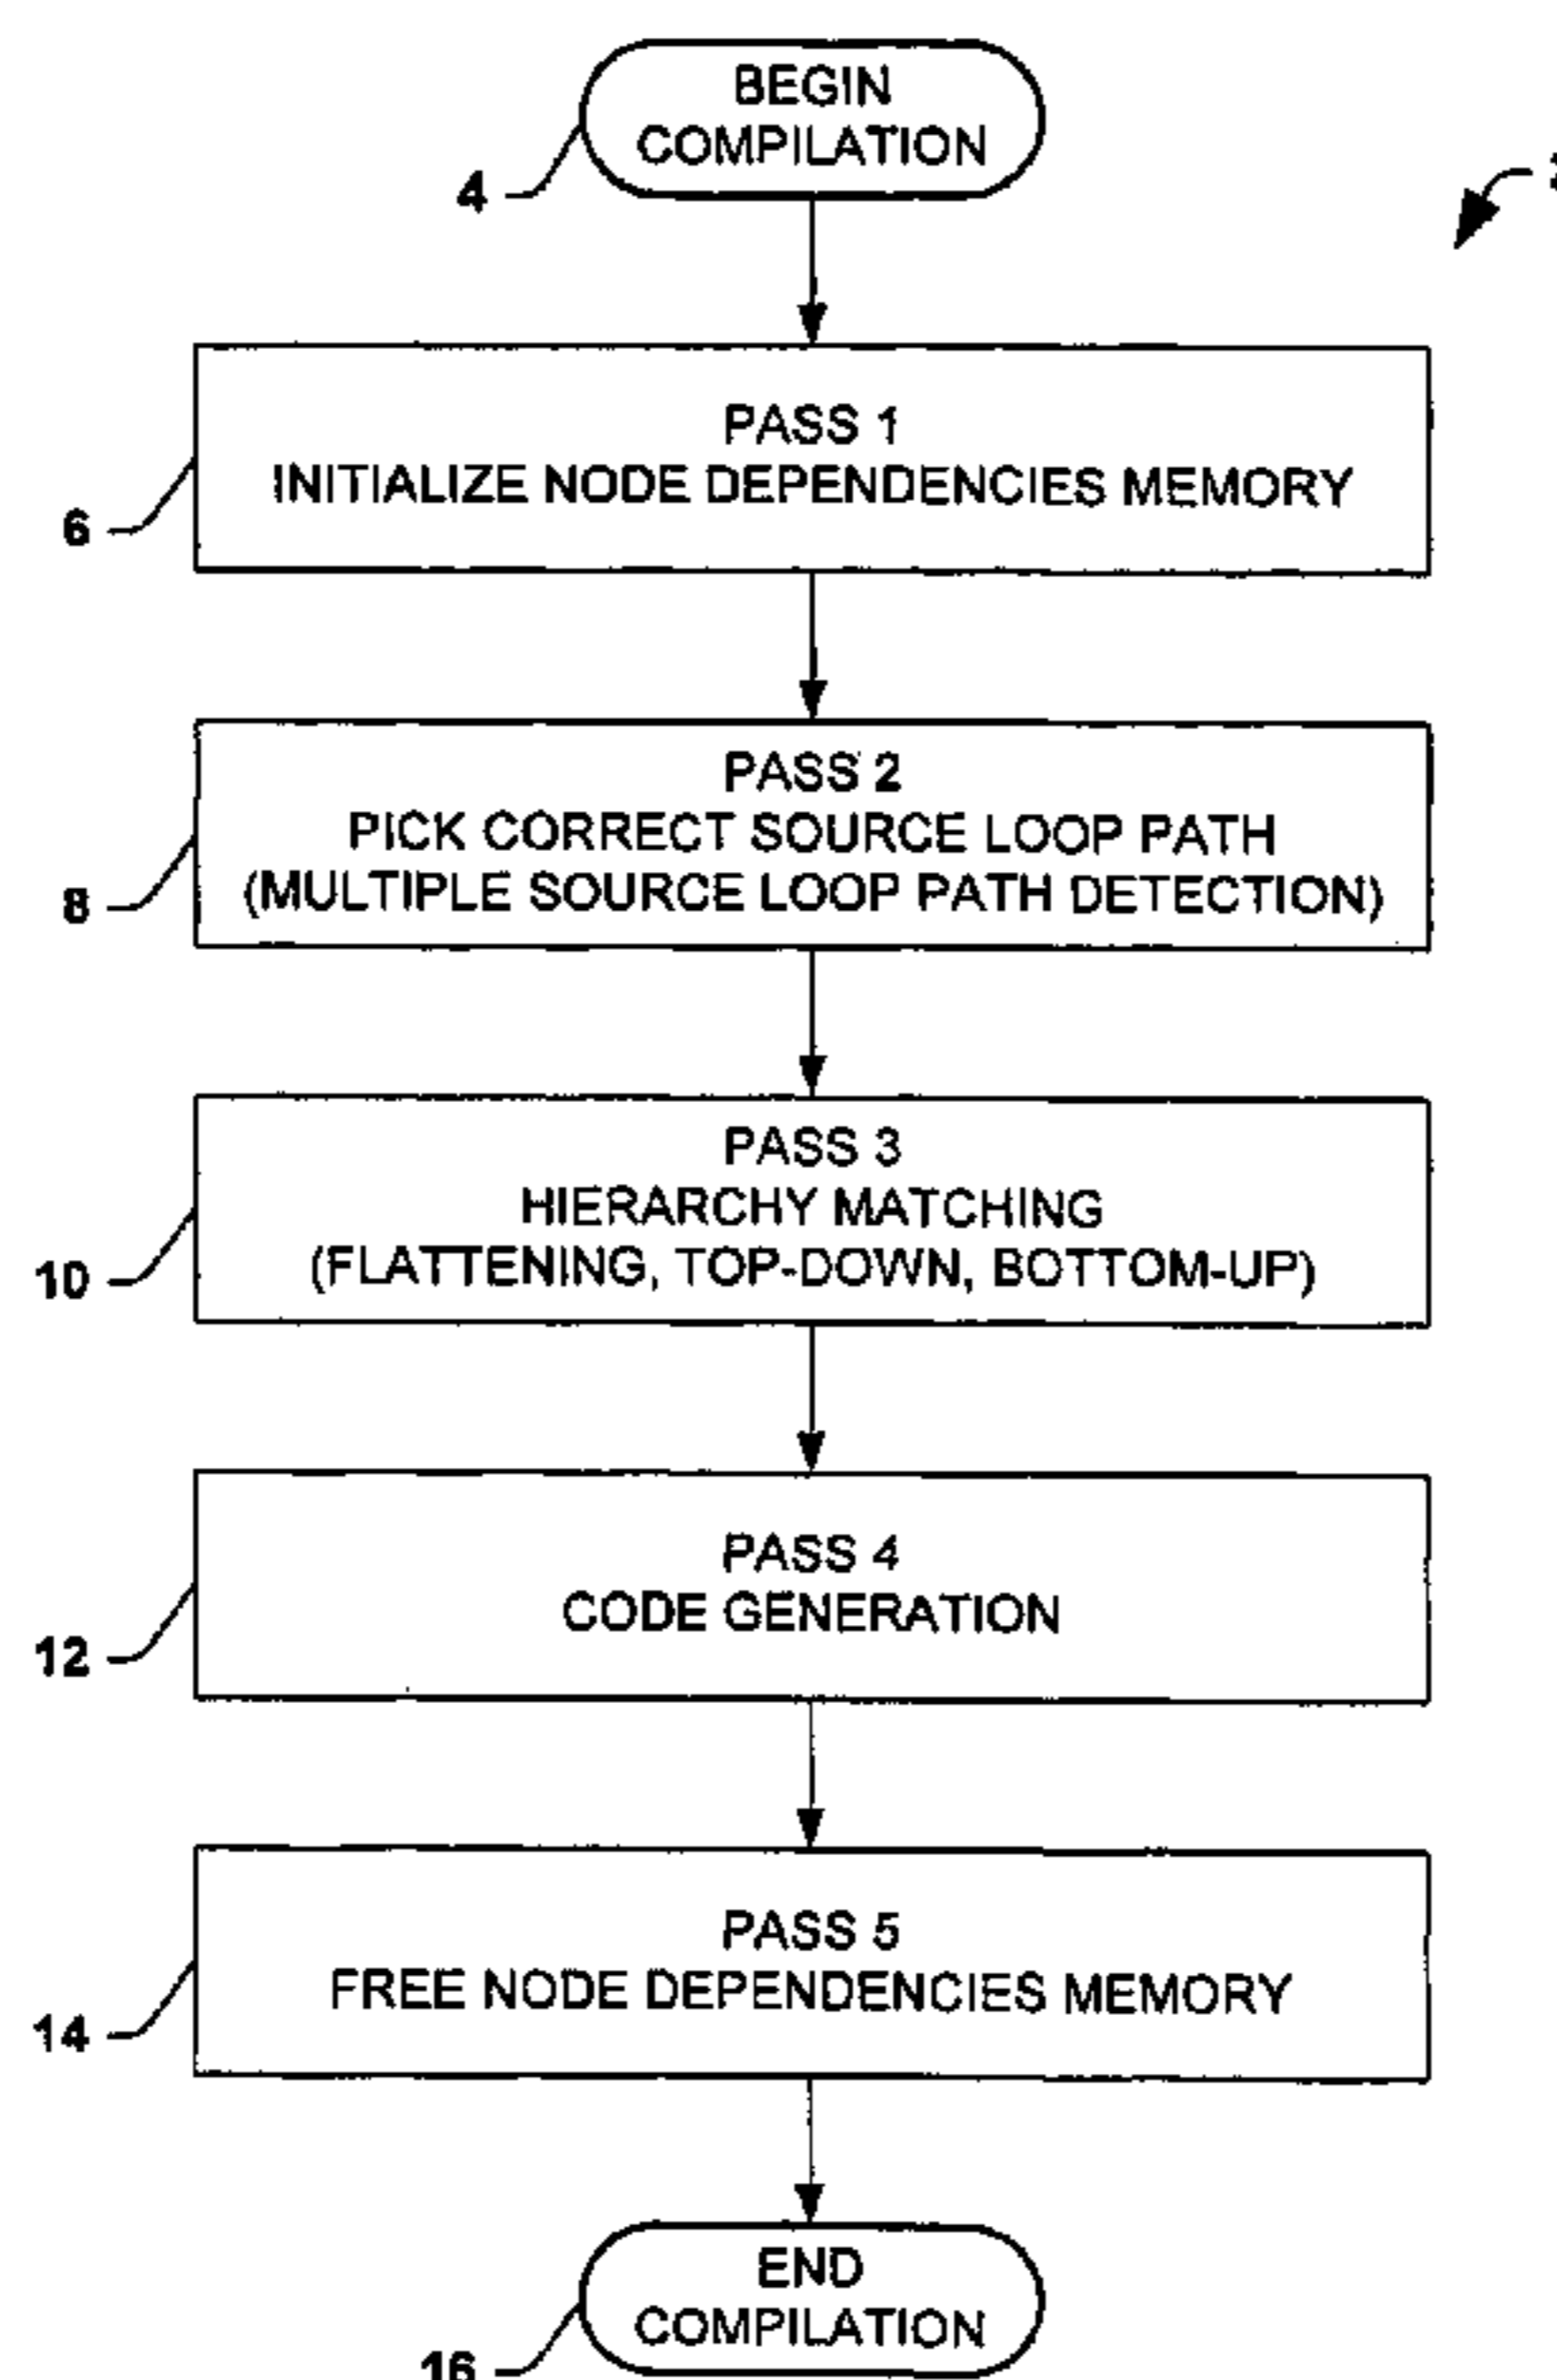 BEGIN
COMPILATION
4
PASS 1
INITIALIZE NODE DEPENDENCIES MEMORY
6
PASS 2
PICK CORRECT SOURCE LOOP PATH
(MULTIPLE SOURCE LOOP PATH DETECTION)
8
PASS 3
HIERARCHY MATCHING
(FLATTENING, TOP-DOWN, BOTTOM-UP)
10
PASS 4
CODE GENERATION
12
PASS 5
FREE NODE DEPENDENCIES MEMORY
14
END
COMPILATION
16